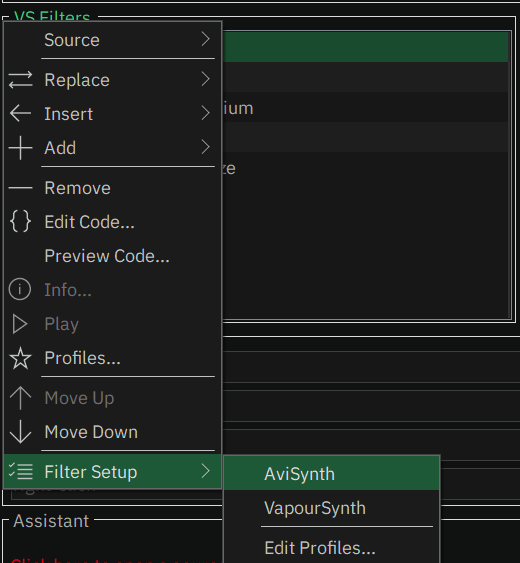 VS Filters
Source
Replace
Insert
ium
Add
ze
Remove
Edit Code...
Preview Code...
Info...
Play
Profiles...
Move Up
Move Down
Filter Setup
AviSynth
VapourSynth
Assistant
Edit Profiles...